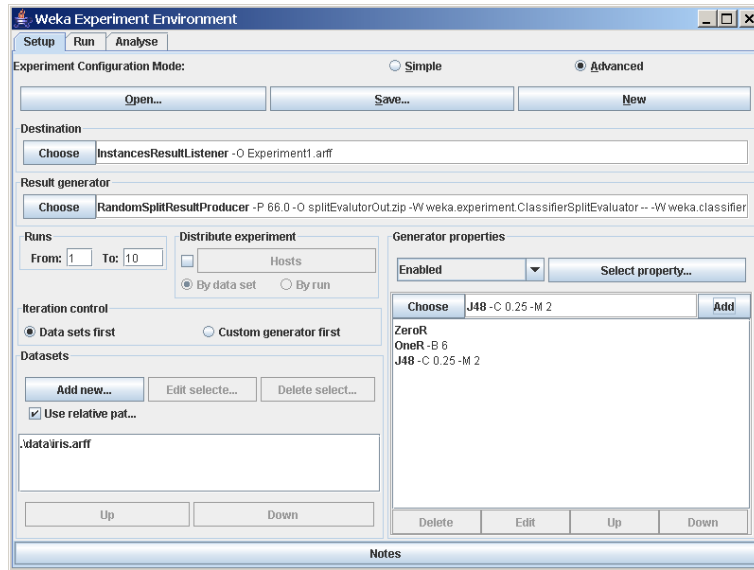 Weka Experiment Environment
Setup Run Analyse
Experiment Configuration Mode: Simple Advanced
Open... Save... New
Destination
Choose InstancesResultListener -O Experiment1.arff
Result generator
Choose RandomSplitResultProducer -P 66.0 -O splitEvalutorOut.zip -W weka.experiment.ClassifierSplitEvaluator -- -W weka.classifier
Runs
From: 1 To: 10
Distribute experiment
Hosts
By data set By run
Generator properties
Enabled Select property...
Iteration control
Data sets first Custom generator first
Choose J48 -C 0.25 -M 2 Add
ZeroR
OneR -B 6
J48 -C 0.25 -M 2
Datasets
Add new... Edit selecte... Delete select...
Use relative pat...
.\data\iris.arff
Up Down
Delete Edit Up Down
Notes